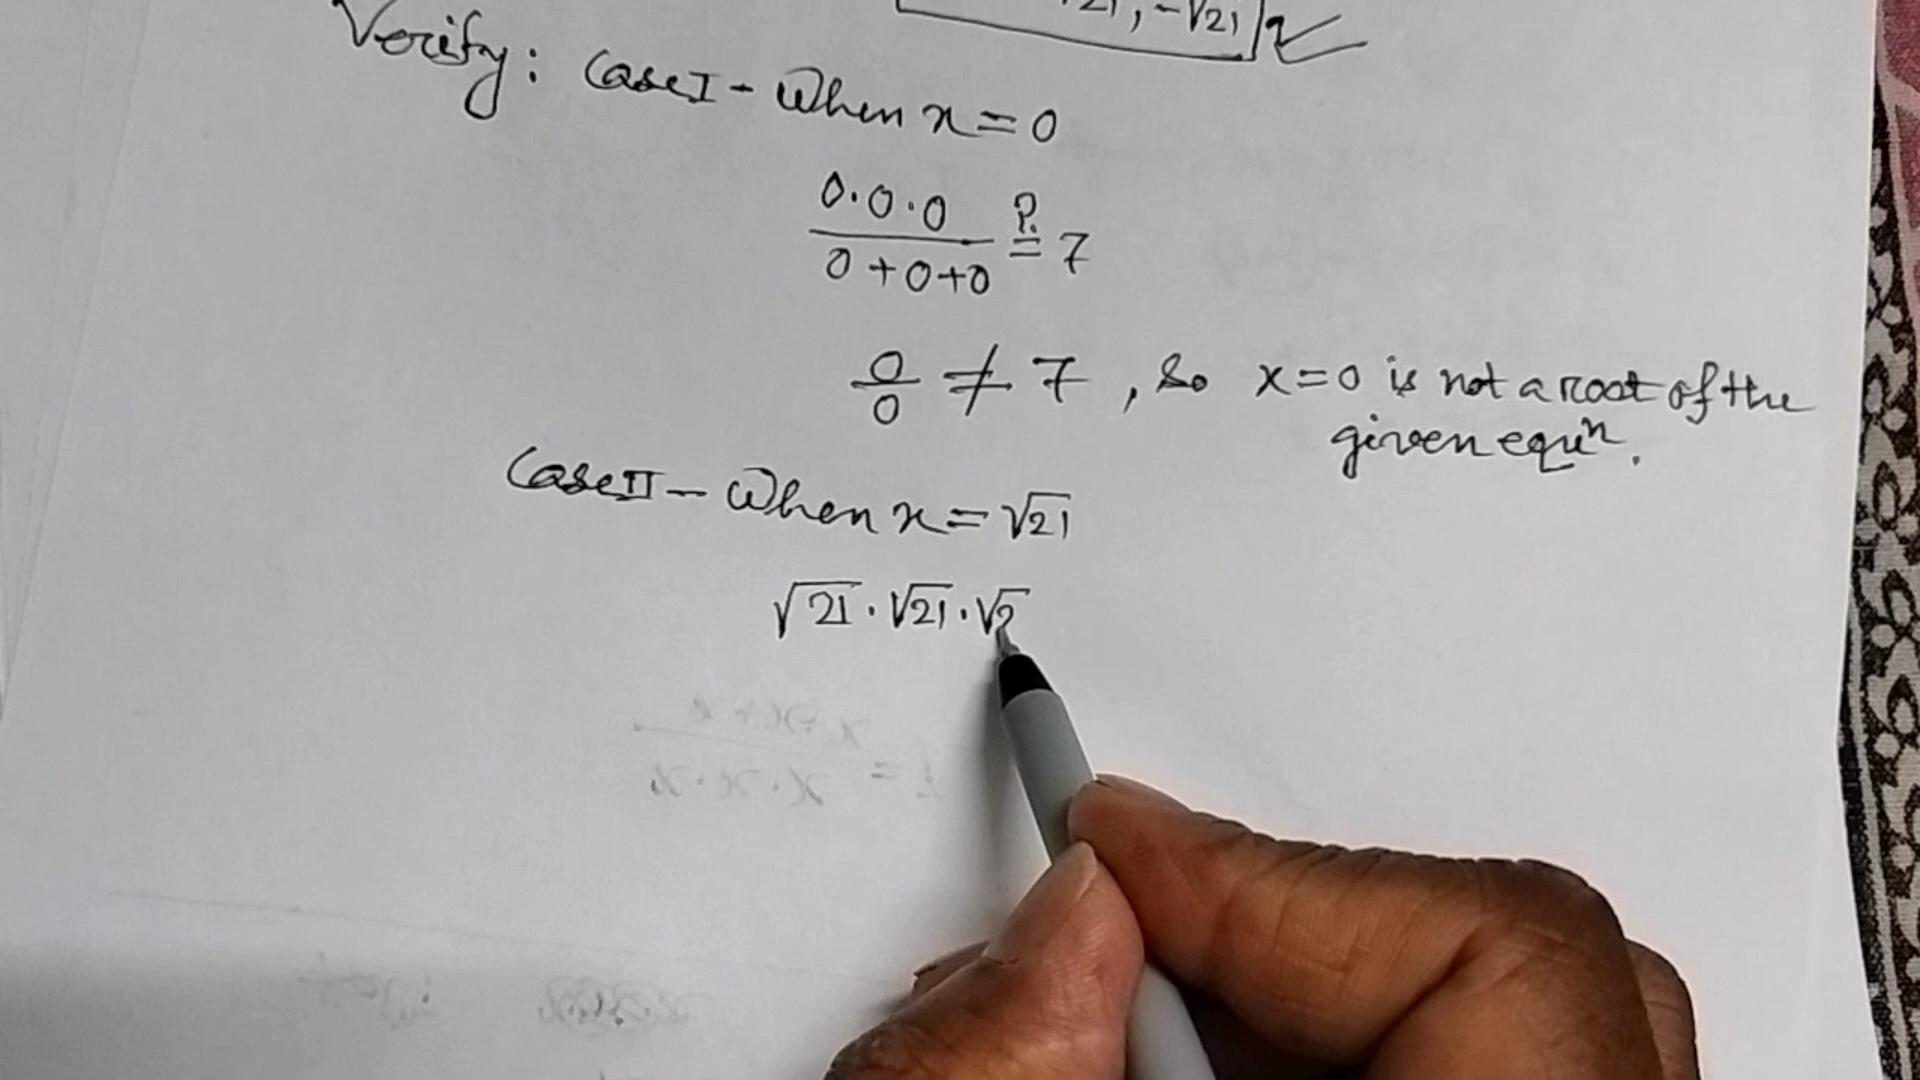 √21, -√21
Verify: Case I - When x = 0
0·0·0 / 0+0+0 ≟ 7
0/0 ≠ 7, So x=0 is not a root of the
given equⁿ.
Case II - When x = √21
√21 · √21 · √2